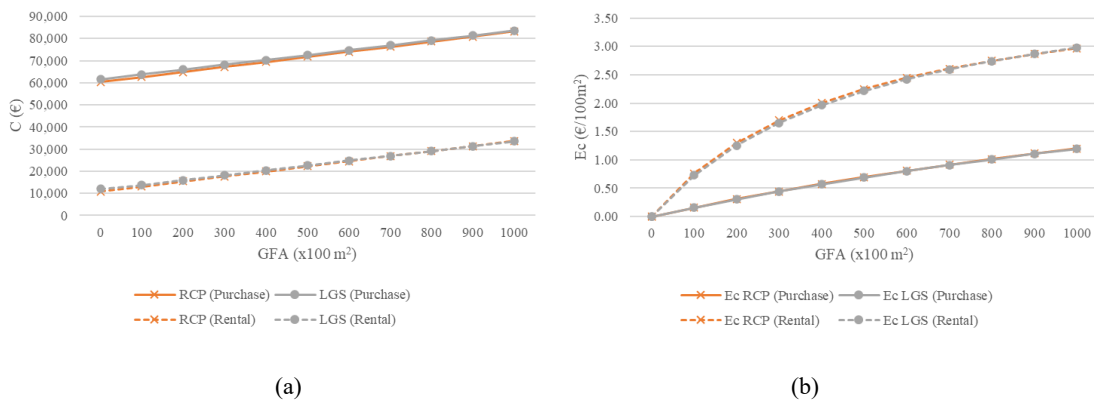 90,000
80,000
70,000
60,000
50,000
40,000
30,000
20,000
10,000
0
C (€)
0 100 200 300 400 500 600 700 800 900 1000
GFA (x100 m²)
RCP (Purchase) LGS (Purchase)
RCP (Rental) LGS (Rental)
(a)
3.50
3.00
2.50
2.00
1.50
1.00
0.50
0.00
Ec (€/100m²)
0 100 200 300 400 500 600 700 800 900 1000
GFA (x100 m²)
Ec RCP (Purchase) Ec LGS (Purchase)
Ec RCP (Rental) Ec LGS (Rental)
(b)